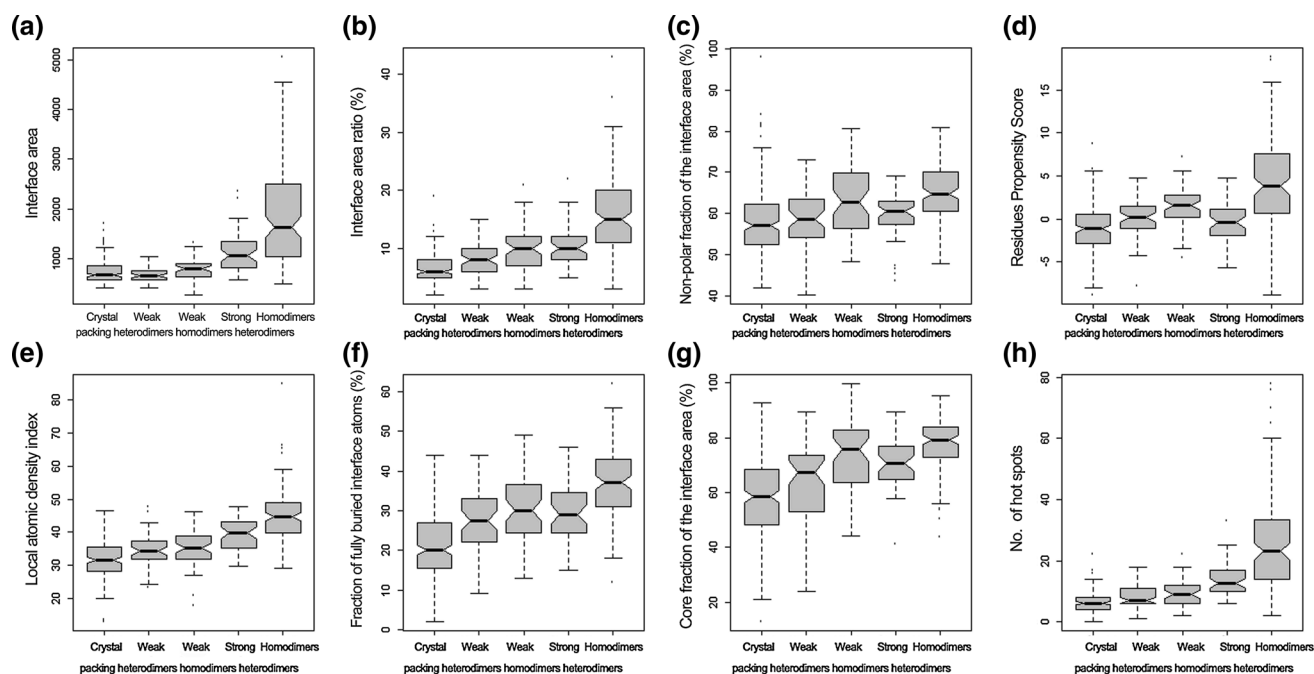 (a)
Interface area
5000
4000
3000
2000
1000
Crystal Weak Weak Strong Homodimers
packing heterodimers homodimers heterodimers
(b)
Interface area ratio (%)
40
30
20
10
Crystal Weak Weak Strong Homodimers
packing heterodimers homodimers heterodimers
(c)
Non-polar fraction of the interface area (%)
100
90
80
70
60
50
40
Crystal Weak Weak Strong Homodimers
packing heterodimers homodimers heterodimers
(d)
Residues Propensity Score
15
10
5
0
-5
Crystal Weak Weak Strong Homodimers
packing heterodimers homodimers heterodimers
(e)
Local atomic density index
80
70
60
50
40
30
20
Crystal Weak Weak Strong Homodimers
packing heterodimers homodimers heterodimers
(f)
Fraction of fully buried interface atoms (%)
60
50
40
30
20
10
0
Crystal Weak Weak Strong Homodimers
packing heterodimers homodimers heterodimers
(g)
Core fraction of the interface area (%)
100
80
60
40
20
Crystal Weak Weak Strong Homodimers
packing heterodimers homodimers heterodimers
(h)
No. of hot spots
80
60
40
20
0
Crystal Weak Weak Strong Homodimers
packing heterodimers homodimers heterodimers